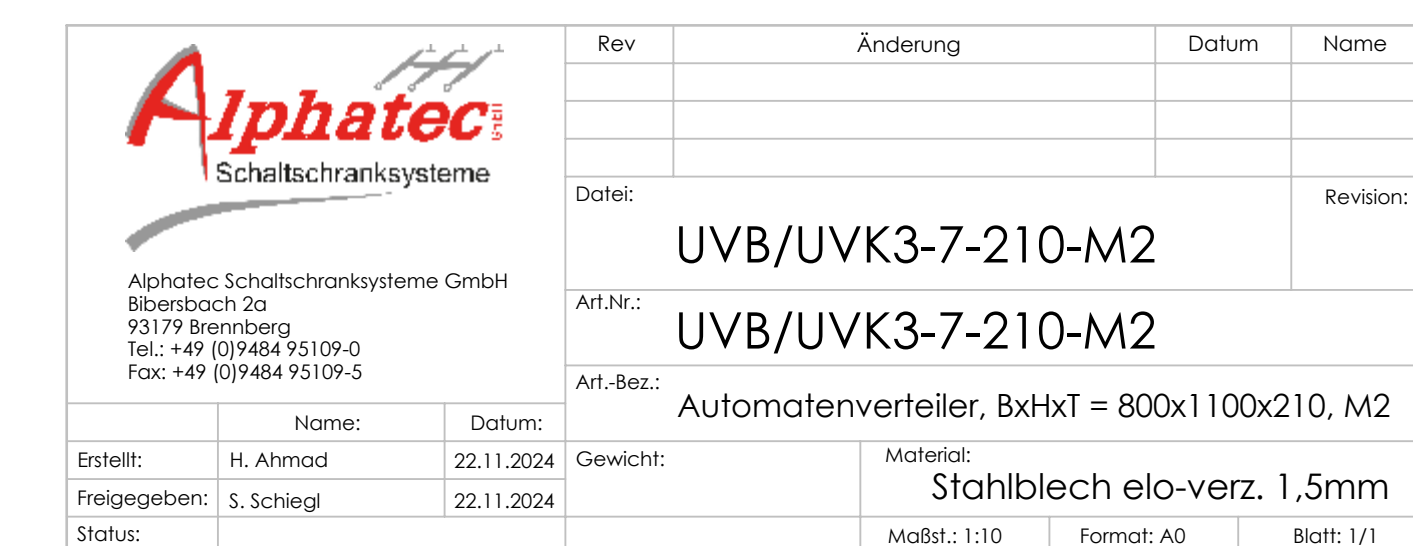 Alphatec GmbH
Schaltschranksysteme
Alphatec Schaltschranksysteme GmbH
Bibersbach 2a
93179 Brennberg
Tel.: +49 (0)9484 95109-0
Fax: +49 (0)9484 95109-5
Name: Datum:
Erstellt: H. Ahmad 22.11.2024
Freigegeben: S. Schiegl 22.11.2024
Status:
Rev Änderung Datum Name
Datei: Revision:
UVB/UVK3-7-210-M2
Art.Nr.:
UVB/UVK3-7-210-M2
Art.-Bez.:
Automatenverteiler, BxHxT = 800x1100x210, M2
Gewicht: Material:
Stahlblech elo-verz. 1,5mm
Maßst.: 1:10 Format: A0 Blatt: 1/1